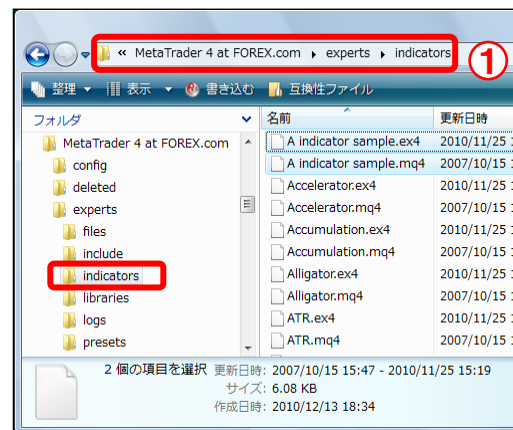 « MetaTrader 4 at FOREX.com ▸ experts ▸ indicators
①
整理 ▼ 表示 ▼ 書き込む 互換性ファイル
フォルダ
名前 更新日時
MetaTrader 4 at FOREX.com
config
deleted
experts
files
include
indicators
libraries
logs
presets
A indicator sample.ex4 2010/11/25
A indicator sample.mq4 2007/10/15
Accelerator.ex4 2010/11/25
Accelerator.mq4 2007/10/15
Accumulation.ex4 2010/11/25
Accumulation.mq4 2007/10/15
Alligator.ex4 2010/11/25
Alligator.mq4 2007/10/15
ATR.ex4 2010/11/25
ATR.mq4 2007/10/15
2 個の項目を選択 更新日時: 2007/10/15 15:47 - 2010/11/25 15:19
サイズ: 6.08 KB
作成日時: 2010/12/13 18:34